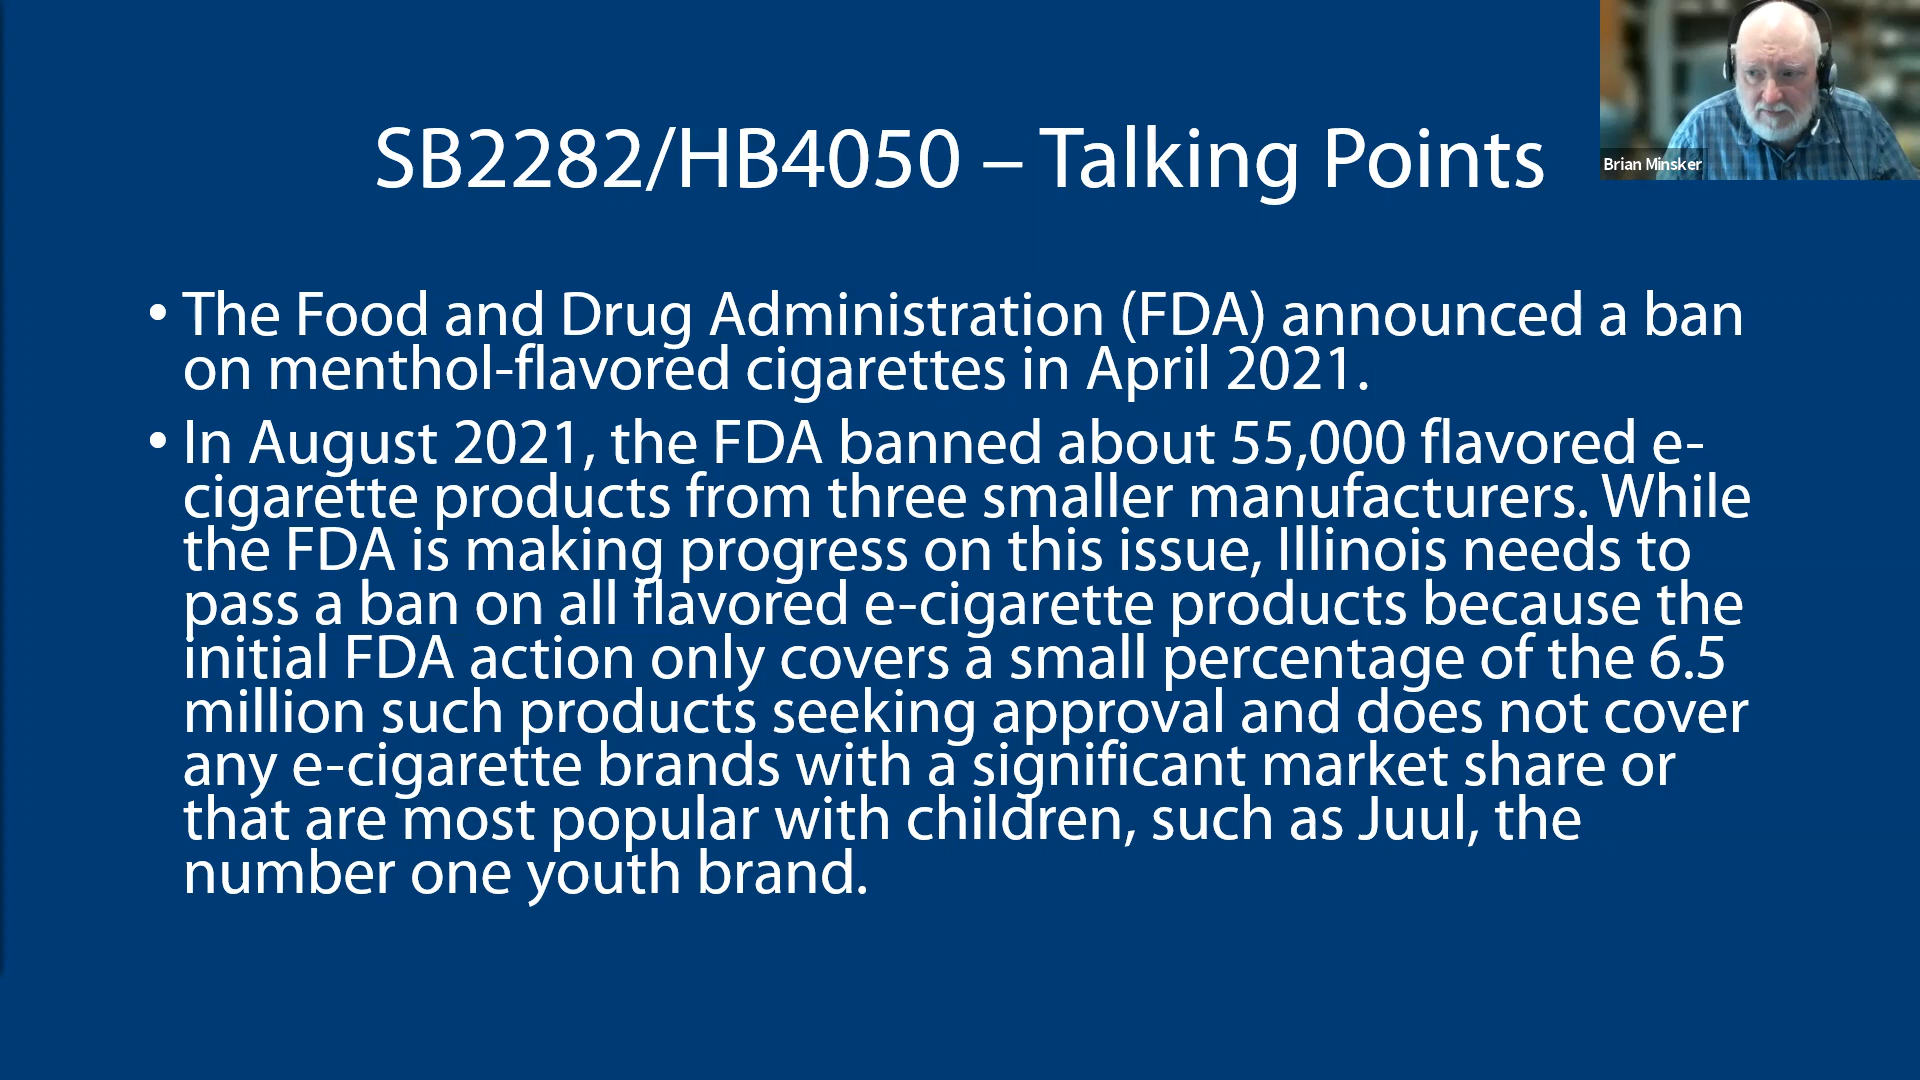 SB2282/HB4050 – Talking Points
Brian Minsker
• The Food and Drug Administration (FDA) announced a ban
on menthol-flavored cigarettes in April 2021.
• In August 2021, the FDA banned about 55,000 flavored e-
cigarette products from three smaller manufacturers. While
the FDA is making progress on this issue, Illinois needs to
pass a ban on all flavored e-cigarette products because the
initial FDA action only covers a small percentage of the 6.5
million such products seeking approval and does not cover
any e-cigarette brands with a significant market share or
that are most popular with children, such as Juul, the
number one youth brand.